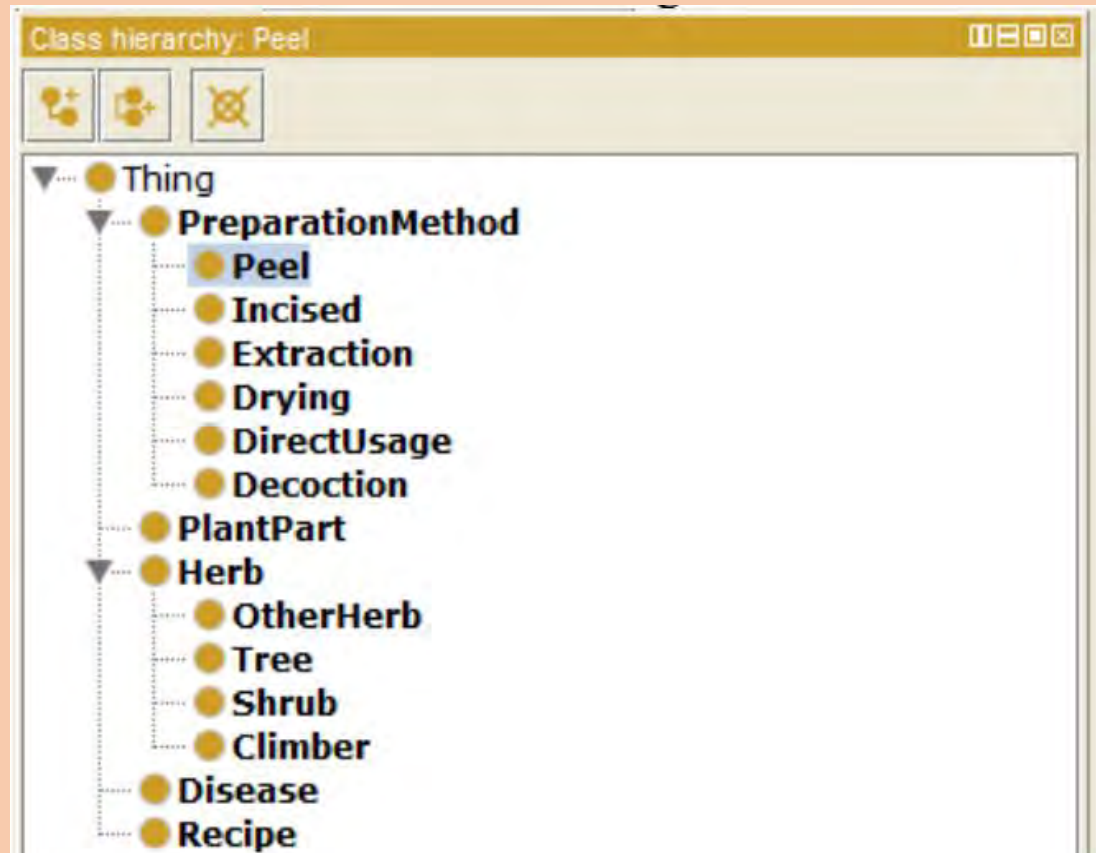 Class hierarchy: Peel
Thing
PreparationMethod
Peel
Incised
Extraction
Drying
DirectUsage
Decoction
PlantPart
Herb
OtherHerb
Tree
Shrub
Climber
Disease
Recipe